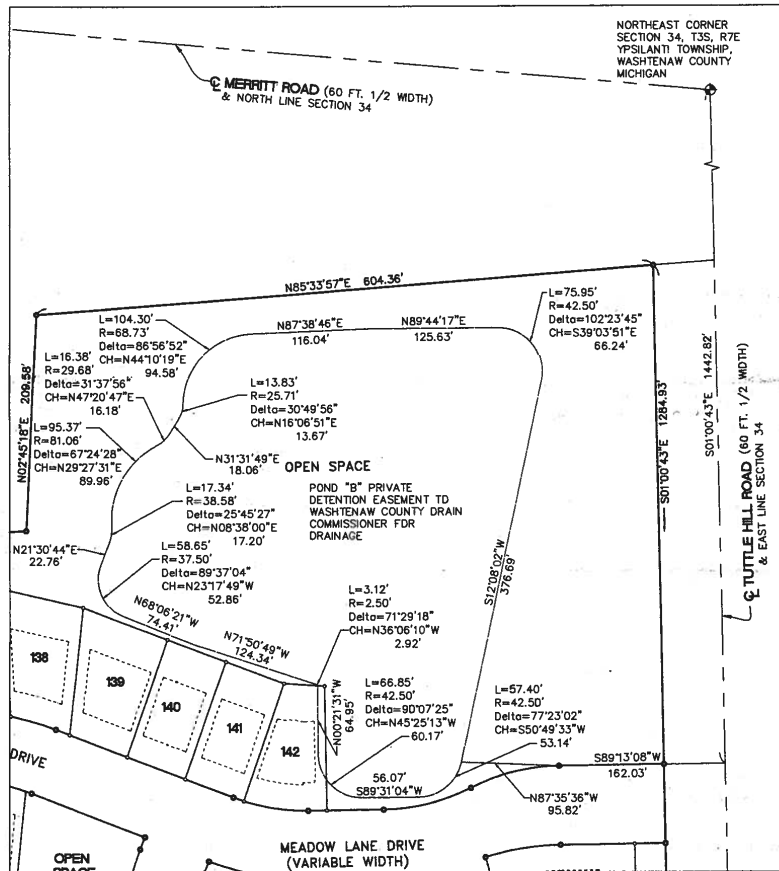 NORTHEAST CORNER
SECTION 34, T3S, R7E
YPSILANTI TOWNSHIP,
WASHTENAW COUNTY
MICHIGAN
℄ MERRITT ROAD (60 FT. 1/2 WIDTH)
& NORTH LINE SECTION 34
N85°33'57"E 604.36'
L=75.95'
R=42.50'
Delta=102°23'45"
CH=S39°03'51"E
66.24'
L=104.30'
R=68.73'
Delta=86°56'52"
CH=N44°10'19"E
94.58'
N87°38'46"E
116.04'
N89°44'17"E
125.63'
S01°00'43"E 1442.82'
℄ TUTTLE HILL ROAD (60 FT. 1/2 WIDTH)
& EAST LINE SECTION 34
S01°00'43"E 1284.93'
N02°45'18"E 209.58'
L=16.38'
R=29.68'
Delta=31°37'56"
CH=N47°20'47"E
16.18'
L=13.83'
R=25.71'
Delta=30°49'56"
CH=N16°06'51"E
13.67'
L=95.37'
R=81.06'
Delta=67°24'28"
CH=N29°27'31"E
89.96'
N31°31'49"E
18.06'
OPEN SPACE
POND "B" PRIVATE
DETENTION EASEMENT TO
WASHTENAW COUNTY DRAIN
COMMISSIONER FOR
DRAINAGE
L=17.34'
R=38.58'
Delta=25°45'27"
CH=N08°38'00"E
17.20'
N21°30'44"E
22.76'
L=58.65'
R=37.50'
Delta=89°37'04"
CH=N23°17'49"W
52.86'
S12°08'02"W
376.69'
L=3.12'
R=2.50'
Delta=71°29'18"
CH=N36°06'10"W
2.92'
N68°06'21"W
74.41'
N71°50'49"W
124.34'
N00°21'31"W
64.95'
L=66.85'
R=42.50'
Delta=90°07'25"
CH=N45°25'13"W
60.17'
L=57.40'
R=42.50'
Delta=77°23'02"
CH=S50°49'33"W
53.14'
138
139
140
141
142
56.07'
S89°31'04"W
S89°13'08"W
162.03'
N87°35'36"W
95.82'
DRIVE
MEADOW LANE DRIVE
(VARIABLE WIDTH)
OPEN
SPACE